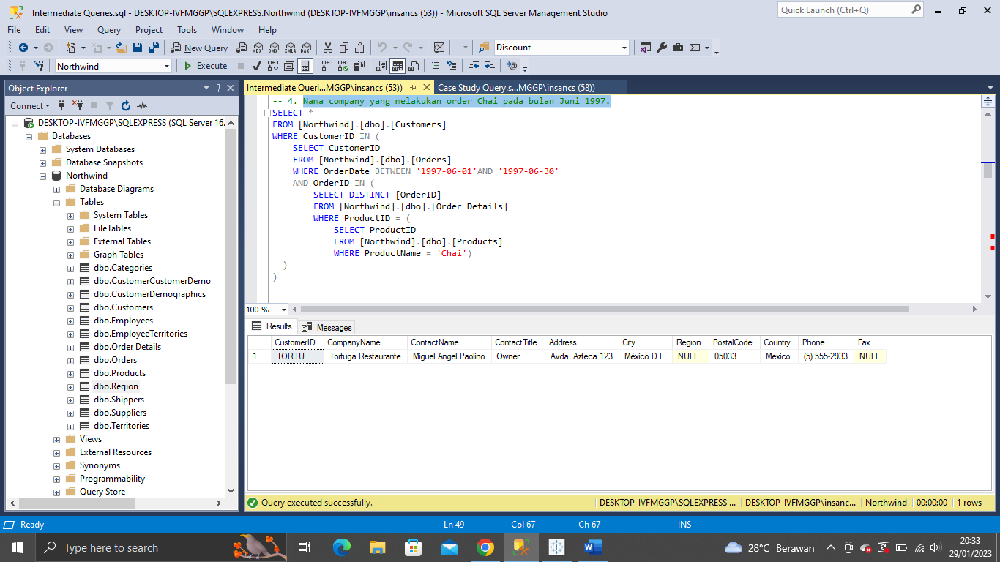 Intermediate Queries.sql - DESKTOP-IVFMGGP\SQLEXPRESS.Northwind (DESKTOP-IVFMGGP\insancs (53)) - Microsoft SQL Server Management Studio
Quick Launch (Ctrl+Q)
File Edit View Query Project Tools Window Help
New Query MDX DMX XMLA DAX Discount
Northwind Execute
Object Explorer
Intermediate Queri...MGGP\insancs (53)) Case Study Query.s...MGGP\insancs (58))
Connect
DESKTOP-IVFMGGP\SQLEXPRESS (SQL Server 16.
Databases
System Databases
Database Snapshots
Northwind
Database Diagrams
Tables
System Tables
FileTables
External Tables
Graph Tables
dbo.Categories
dbo.CustomerCustomerDemo
dbo.CustomerDemographics
dbo.Customers
dbo.Employees
dbo.EmployeeTerritories
dbo.Order Details
dbo.Orders
dbo.Products
dbo.Region
dbo.Shippers
dbo.Suppliers
dbo.Territories
Views
External Resources
Synonyms
Programmability
Query Store
-- 4. Nama company yang melakukan order Chai pada bulan Juni 1997.
SELECT *
FROM [Northwind].[dbo].[Customers]
WHERE CustomerID IN (
SELECT CustomerID
FROM [Northwind].[dbo].[Orders]
WHERE OrderDate BETWEEN '1997-06-01'AND '1997-06-30'
AND OrderID IN (
SELECT DISTINCT [OrderID]
FROM [Northwind].[dbo].[Order Details]
WHERE ProductID = (
SELECT ProductID
FROM [Northwind].[dbo].[Products]
WHERE ProductName = 'Chai')
)
)
100 %
Results Messages
CustomerID CompanyName ContactName ContactTitle Address City Region PostalCode Country Phone Fax
1 TORTU Tortuga Restaurante Miguel Angel Paolino Owner Avda. Azteca 123 México D.F. NULL 05033 Mexico (5) 555-2933 NULL
Query executed successfully. DESKTOP-IVFMGGP\SQLEXPRESS ... DESKTOP-IVFMGGP\insanc... Northwind 00:00:00 1 rows
Ready Ln 49 Col 67 Ch 67 INS
Type here to search
28°C Berawan
20:33
29/01/2023